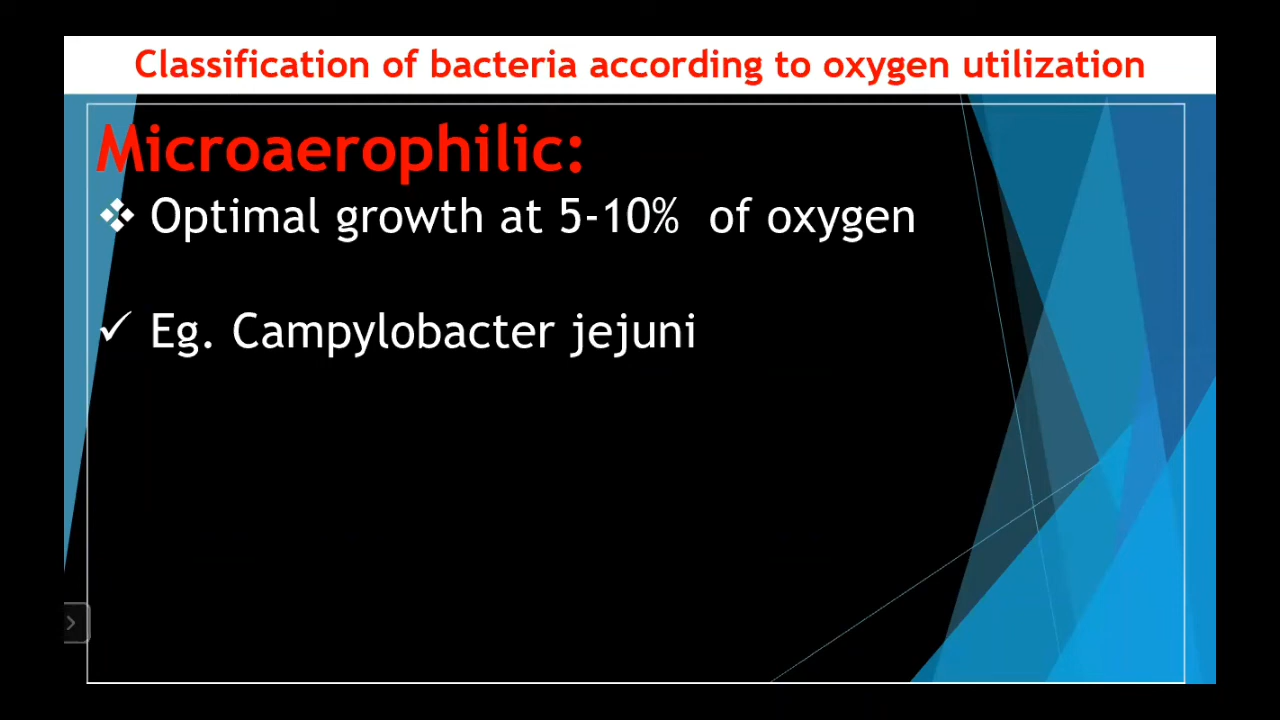 Classification of bacteria according to oxygen utilization
Microaerophilic:
❖ Optimal growth at 5-10% of oxygen
✓ Eg. Campylobacter jejuni